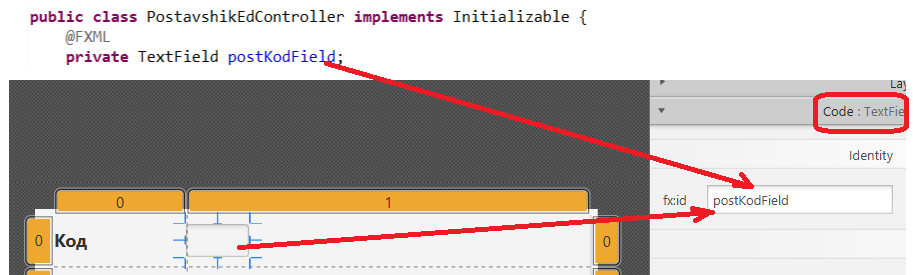 public class PostavshikEdController implements Initializable {
@FXML
private TextField postKodField;
Lay
Code : TextFie
Identity
0
1
fx:id
postKodField
0
Код
0